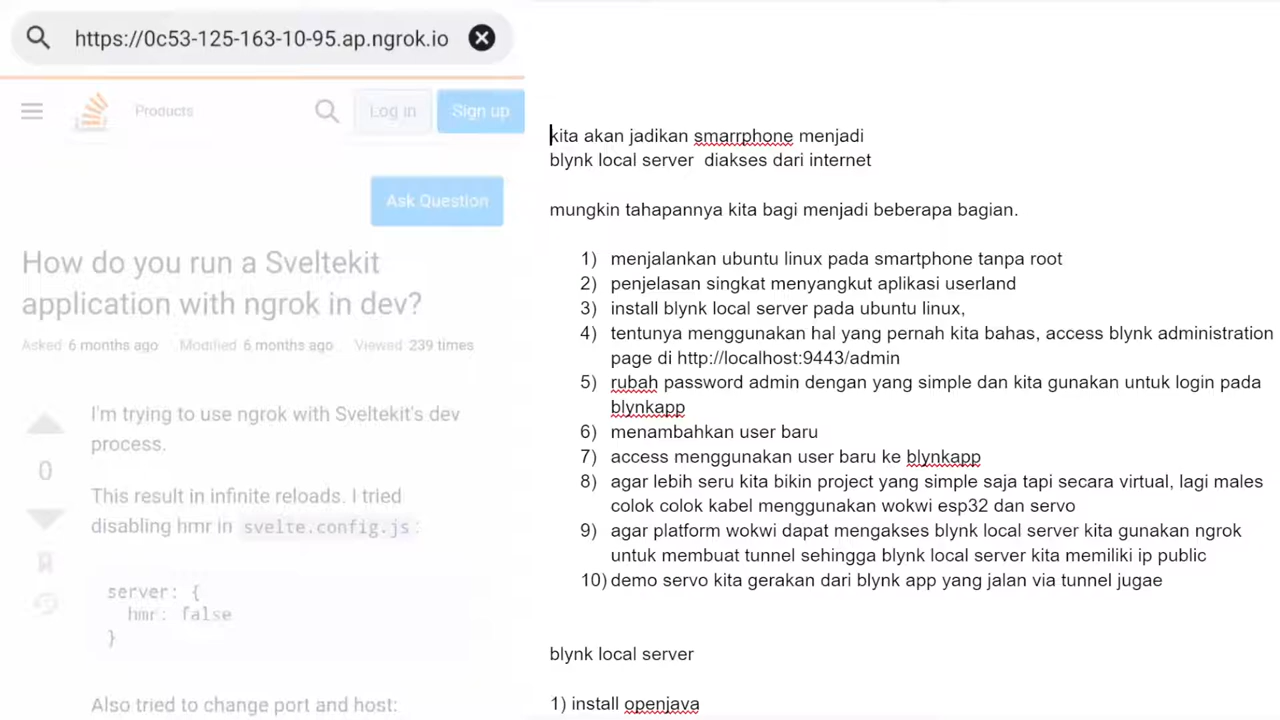 https://0c53-125-163-10-95.ap.ngrok.io
Products
Log in
Sign up
Ask Question
How do you run a Sveltekit
application with ngrok in dev?
Asked 6 months ago Modified 6 months ago Viewed 239 times
I'm trying to use ngrok with Sveltekit's dev
process.
0
This result in infinite reloads. I tried
disabling hmr in svelte.config.js:
server: {
hmr: false
}
Also tried to change port and host:
kita akan jadikan smarrphone menjadi
blynk local server diakses dari internet
mungkin tahapannya kita bagi menjadi beberapa bagian.
1) menjalankan ubuntu linux pada smartphone tanpa root
2) penjelasan singkat menyangkut aplikasi userland
3) install blynk local server pada ubuntu linux,
4) tentunya menggunakan hal yang pernah kita bahas, access blynk administration
page di http://localhost:9443/admin
5) rubah password admin dengan yang simple dan kita gunakan untuk login pada
blynkapp
6) menambahkan user baru
7) access menggunakan user baru ke blynkapp
8) agar lebih seru kita bikin project yang simple saja tapi secara virtual, lagi males
colok colok kabel menggunakan wokwi esp32 dan servo
9) agar platform wokwi dapat mengakses blynk local server kita gunakan ngrok
untuk membuat tunnel sehingga blynk local server kita memiliki ip public
10) demo servo kita gerakan dari blynk app yang jalan via tunnel jugae
blynk local server
1) install openjava